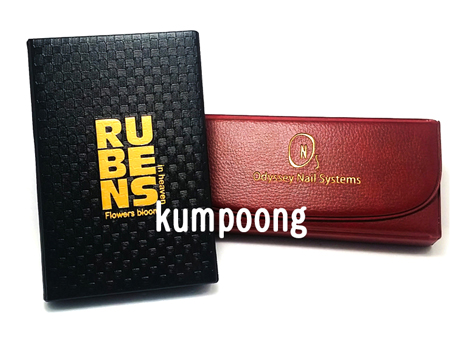 RU
BE
NS
in heaven
Flowers bloom
N
Odyssey Nail Systems
kumpoong